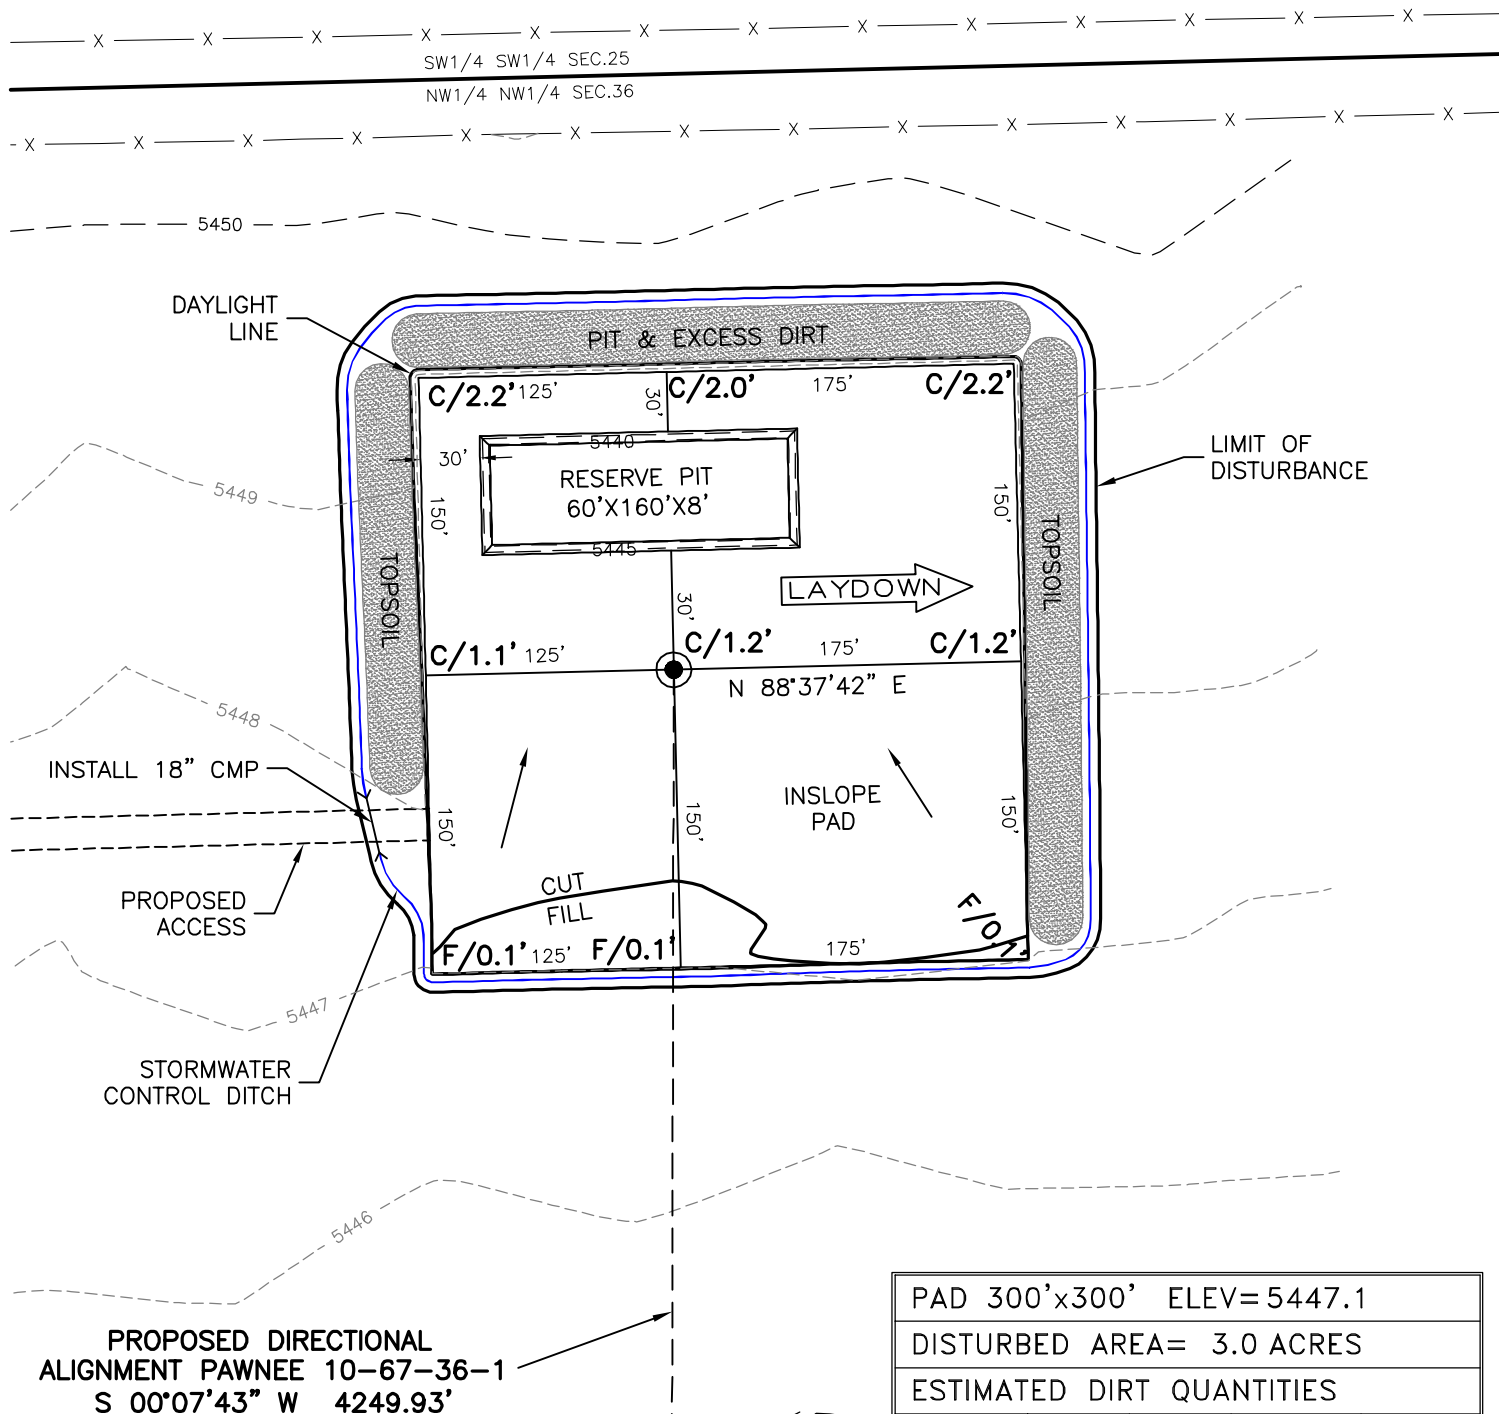 SW1/4 SW1/4 SEC.25
NW1/4 NW1/4 SEC.36
5450
DAYLIGHT
LINE
PIT & EXCESS DIRT
C/2.2' 125' C/2.0' 175' C/2.2'
30'
5440
30'
RESERVE PIT
60'X160'X8'
5445
LIMIT OF
DISTURBANCE
5449
150'
150'
TOPSOIL
TOPSOIL
LAYDOWN
30'
C/1.1' 125' C/1.2' 175' C/1.2'
N 88°37'42" E
5448
INSTALL 18" CMP
INSLOPE
PAD
150'
150'
150'
PROPOSED
ACCESS
CUT
FILL
F/0.1' 125' F/0.1' 175' F/0.1'
5447
STORMWATER
CONTROL DITCH
5446
PROPOSED DIRECTIONAL
ALIGNMENT PAWNEE 10-67-36-1
S 00°07'43" W 4249.93'
PAD 300'x300' ELEV=5447.1
DISTURBED AREA= 3.0 ACRES
ESTIMATED DIRT QUANTITIES